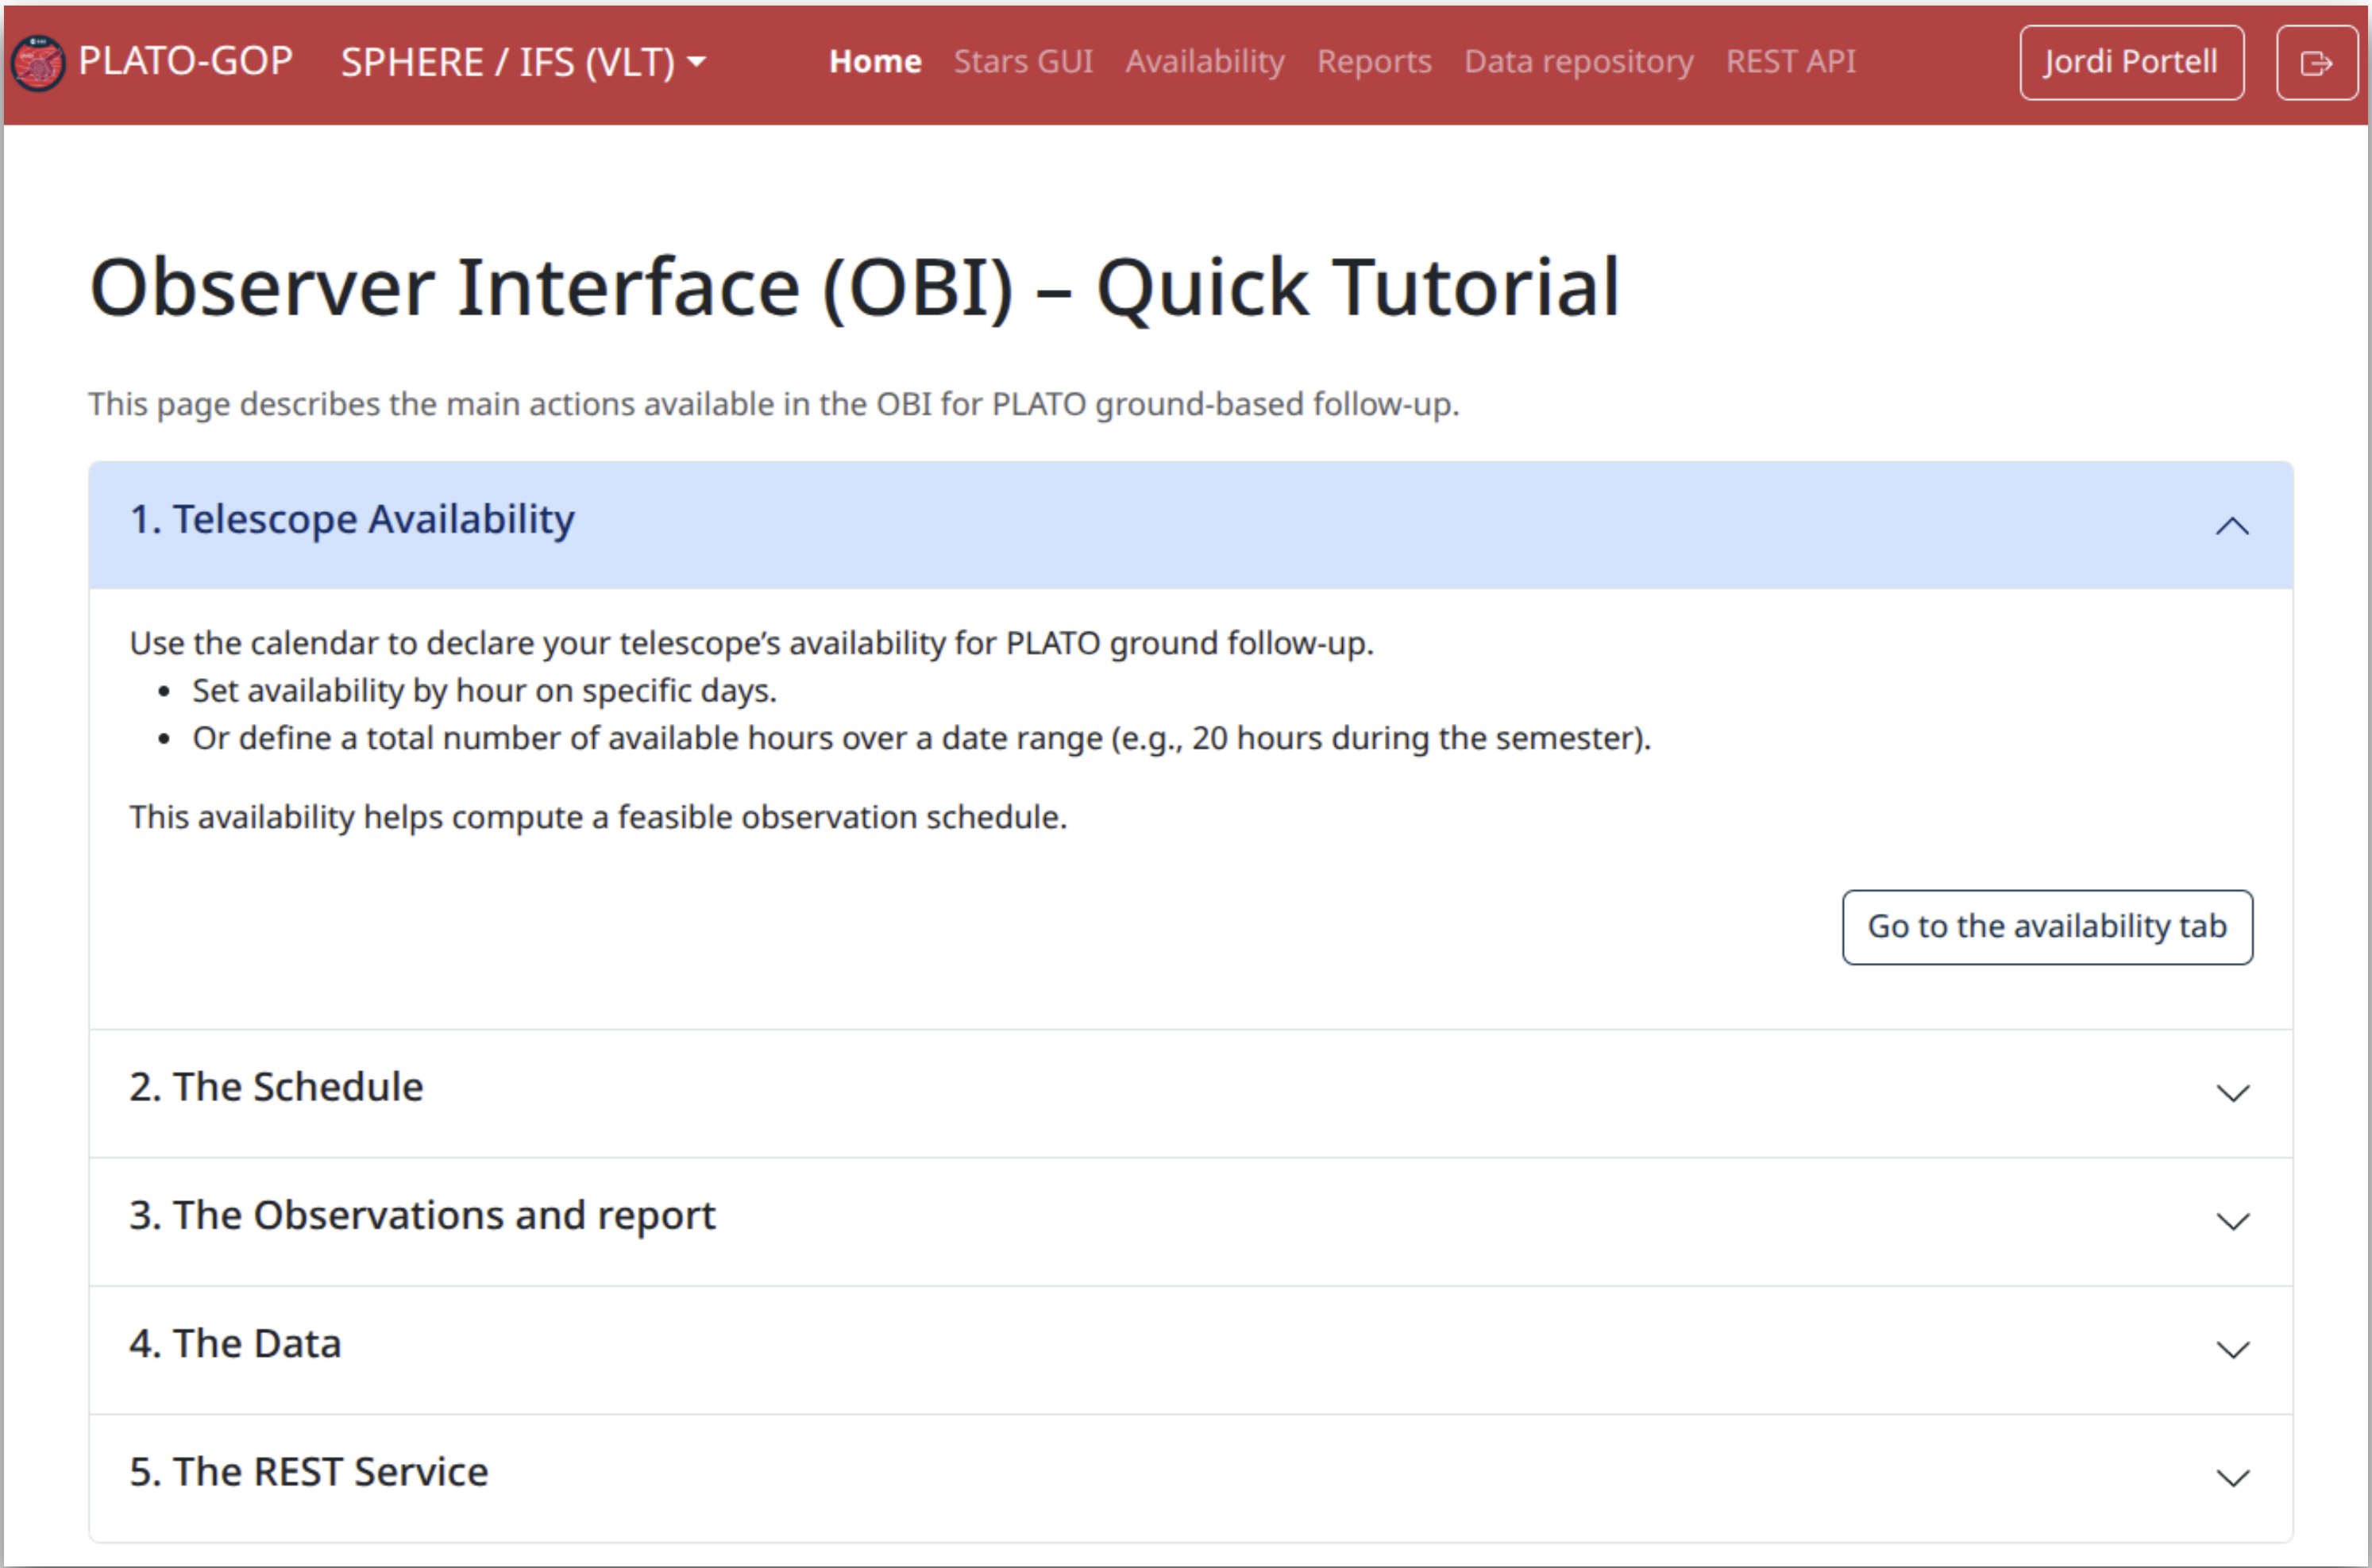 PLATO-GOP SPHERE / IFS (VLT) Home Stars GUI Availability Reports Data repository REST API Jordi Portell
Observer Interface (OBI) – Quick Tutorial
This page describes the main actions available in the OBI for PLATO ground-based follow-up.
1. Telescope Availability
Use the calendar to declare your telescope’s availability for PLATO ground follow-up.
• Set availability by hour on specific days.
• Or define a total number of available hours over a date range (e.g., 20 hours during the semester).
This availability helps compute a feasible observation schedule.
Go to the availability tab
2. The Schedule
3. The Observations and report
4. The Data
5. The REST Service